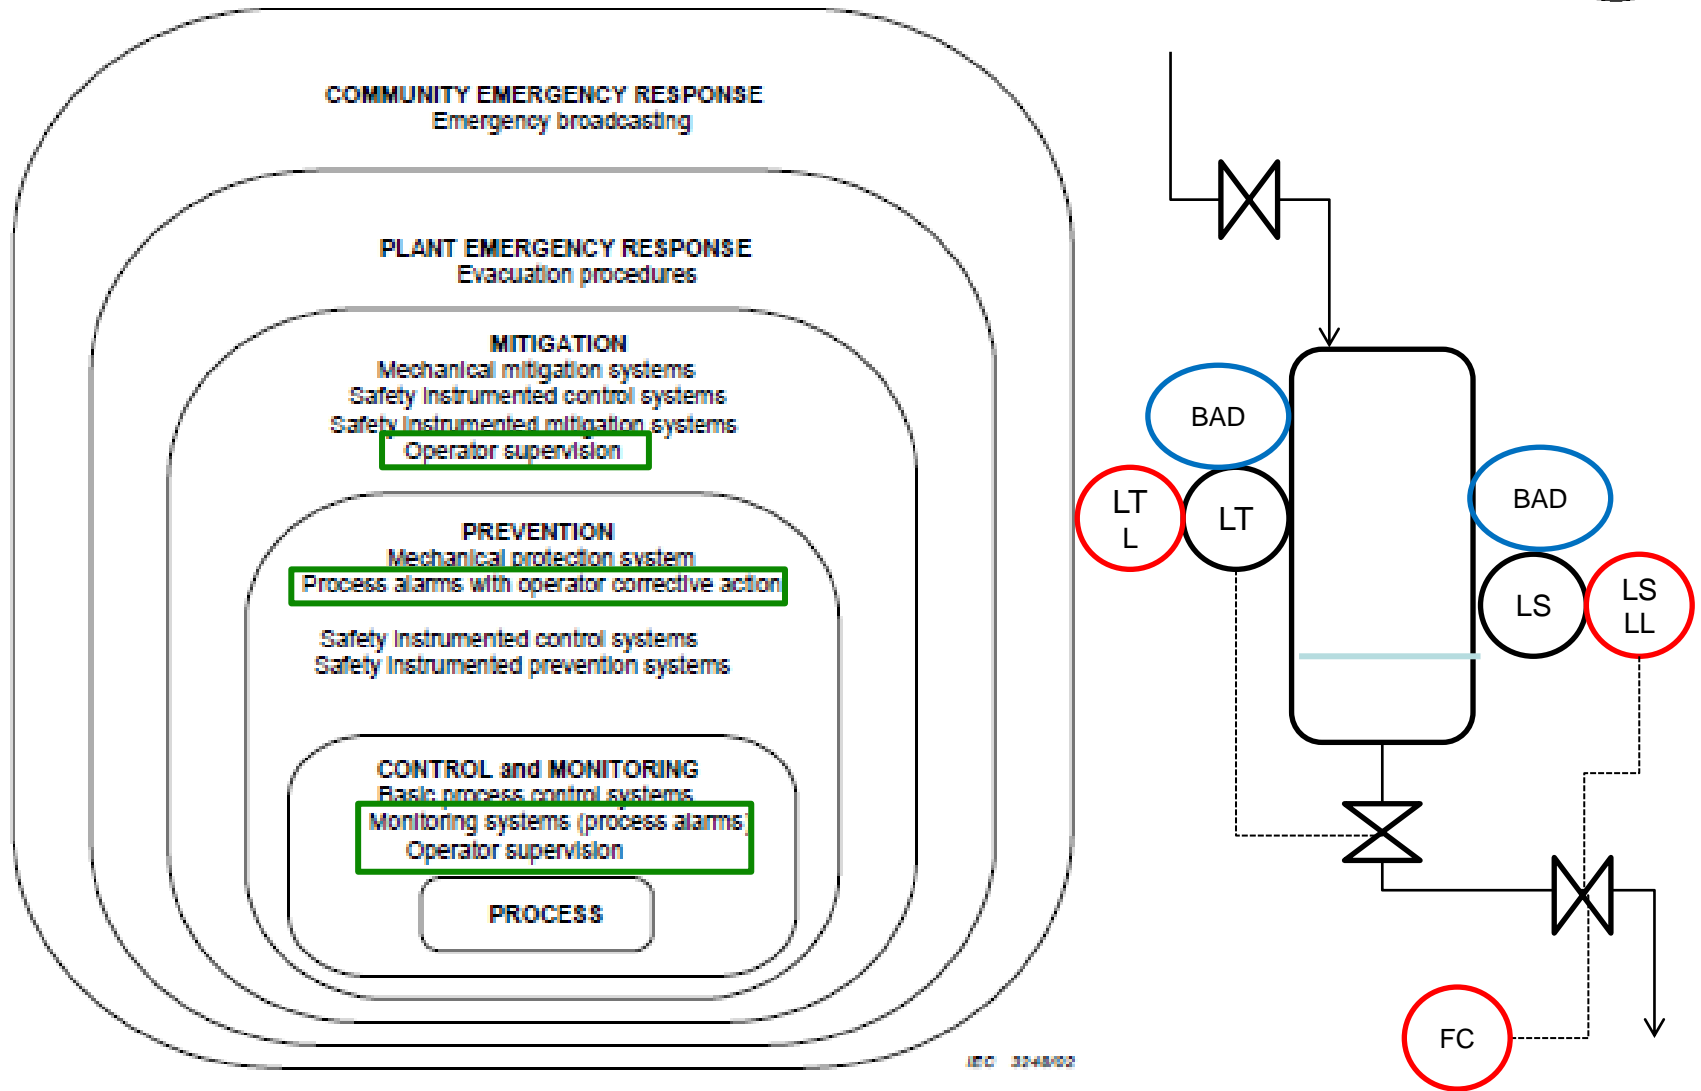 COMMUNITY EMERGENCY RESPONSE
Emergency broadcasting
PLANT EMERGENCY RESPONSE
Evacuation procedures
MITIGATION
Mechanical mitigation systems
Safety instrumented control systems
Safety instrumented mitigation systems
Operator supervision
PREVENTION
Mechanical protection system
Process alarms with operator corrective action
Safety instrumented control systems
Safety instrumented prevention systems
CONTROL and MONITORING
Basic process control systems
Monitoring systems (process alarms)
Operator supervision
PROCESS
IEC 3248/02
BAD
LT
L
LT
BAD
LS
LS
LL
FC